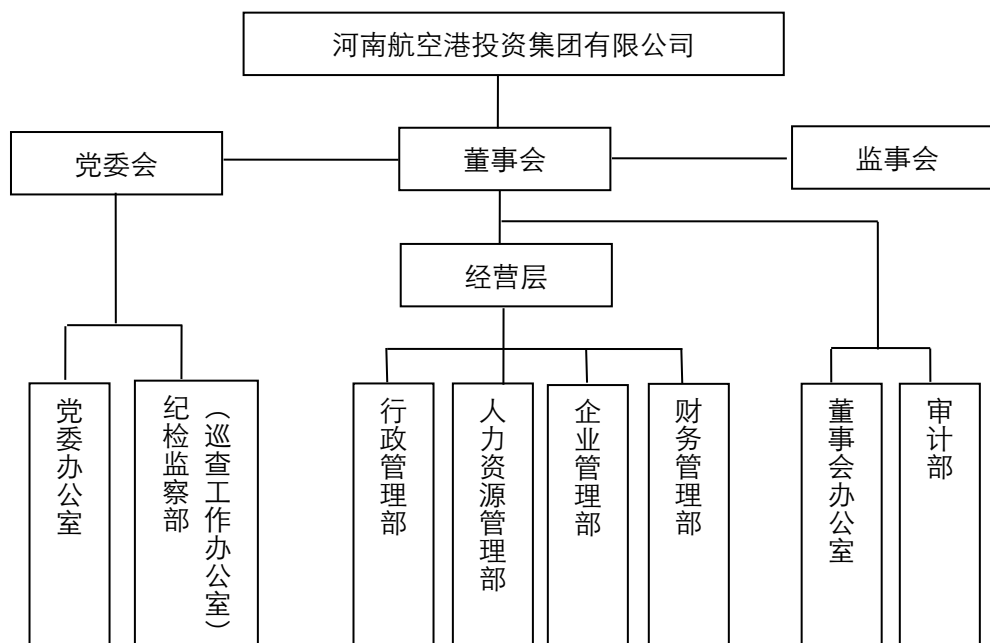 河南航空港投资集团有限公司
党委会
董事会
监事会
经营层
党委办公室
纪检监察部
（巡查工作办公室）
行政管理部
人力资源管理部
企业管理部
财务管理部
董事会办公室
审计部